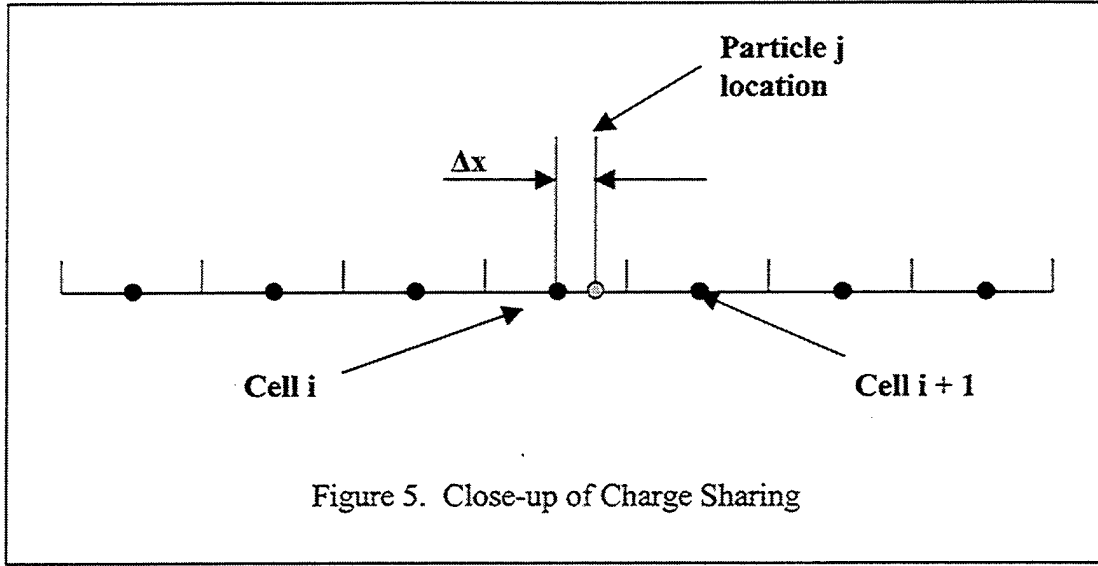 Particle j
location
Δx
Cell i
Cell i + 1
Figure 5. Close-up of Charge Sharing